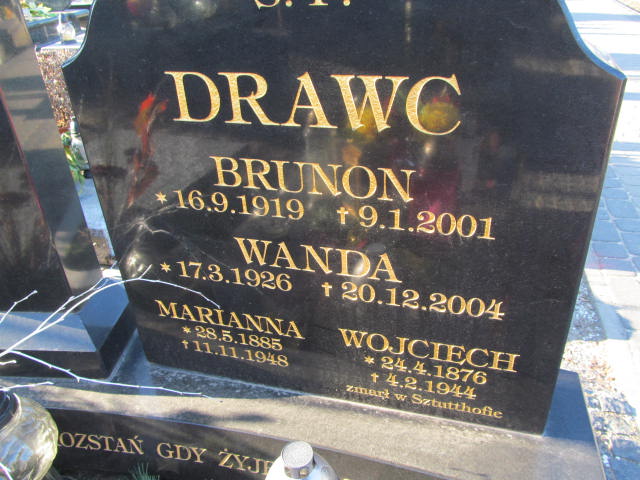 Ś.P.
DRAWC
BRUNON
*16.9.1919 †9.1.2001
WANDA
*17.3.1926 †20.12.2004
MARIANNA
*28.5.1885
†11.11.1948
WOJCIECH
*24.4.1876
†4.2.1944
zmarł w Sztutthofie
GDY